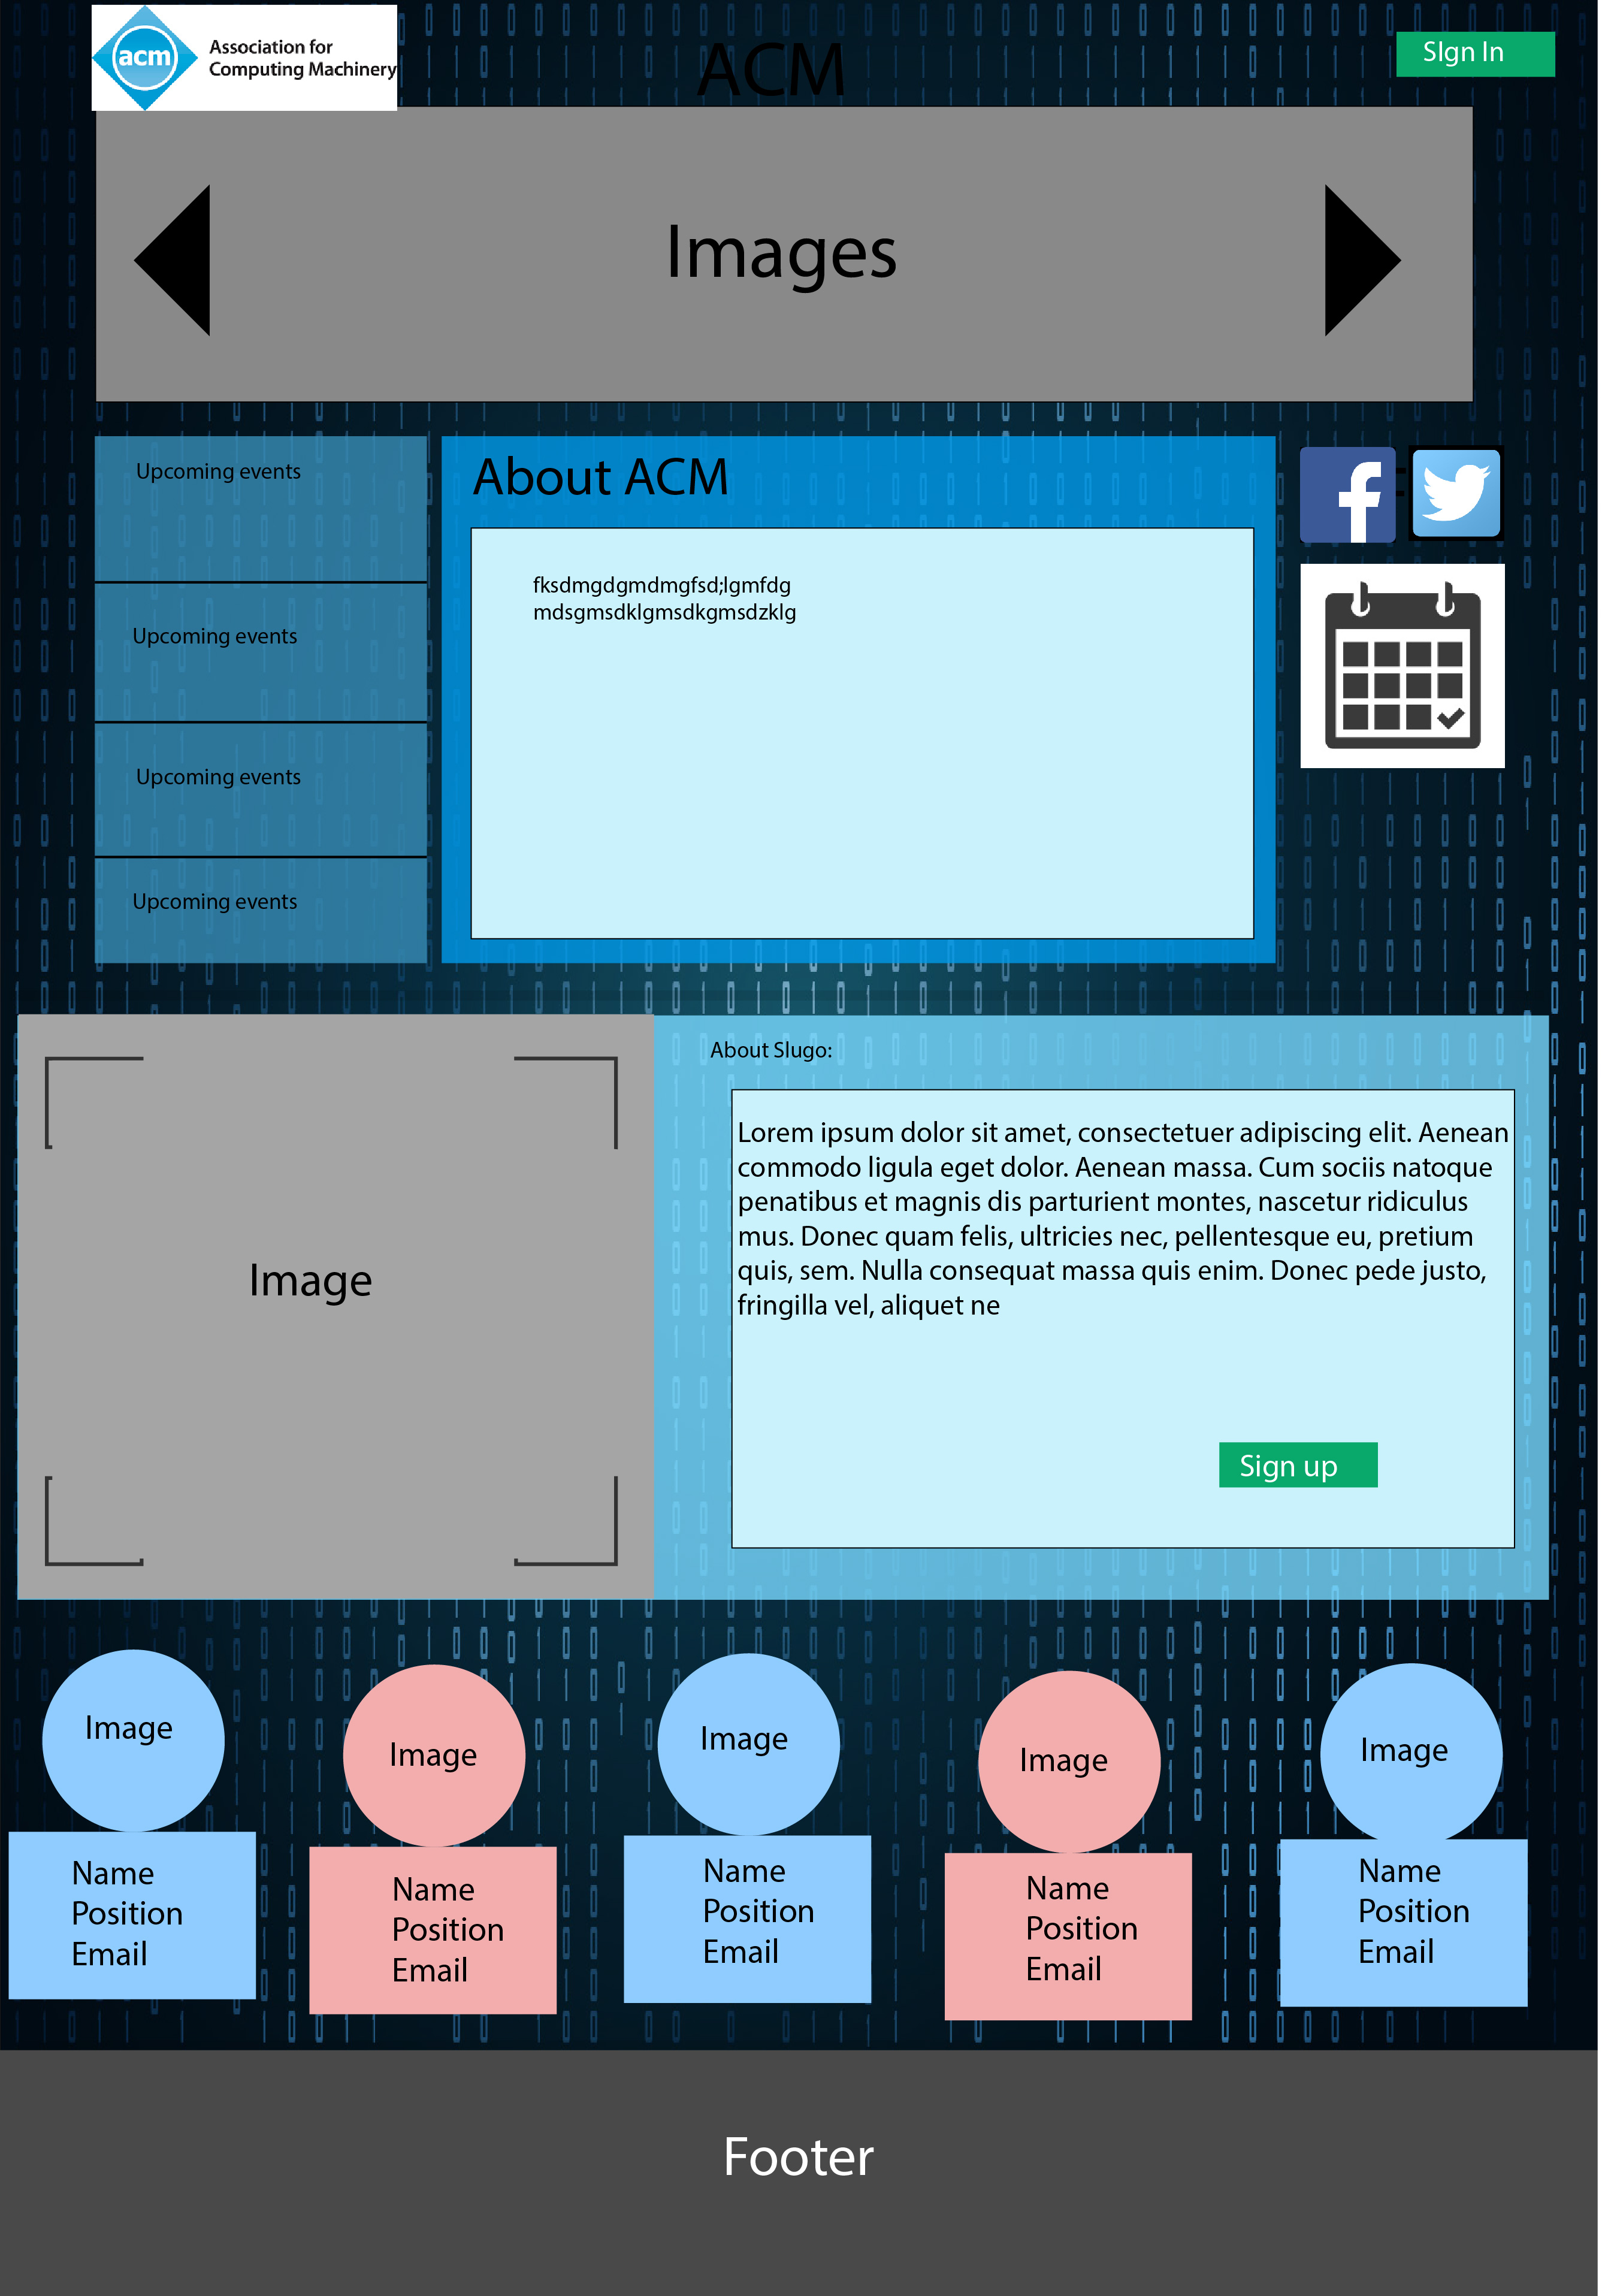 acm
Association for
Computing Machinery
ACM
SIgn In
Images
Upcoming events
Upcoming events
Upcoming events
Upcoming events
About ACM
fksdmgdgmdmgfsd;lgmfdg
mdsgmsdklgmsdkgmsdzklg
f
Image
About Slugo:
Lorem ipsum dolor sit amet, consectetuer adipiscing elit. Aenean
commodo ligula eget dolor. Aenean massa. Cum sociis natoque
penatibus et magnis dis parturient montes, nascetur ridiculus
mus. Donec quam felis, ultricies nec, pellentesque eu, pretium
quis, sem. Nulla consequat massa quis enim. Donec pede justo,
fringilla vel, aliquet ne
Sign up
Image
Name
Position
Email
Image
Name
Position
Email
Image
Name
Position
Email
Image
Name
Position
Email
Image
Name
Position
Email
Footer